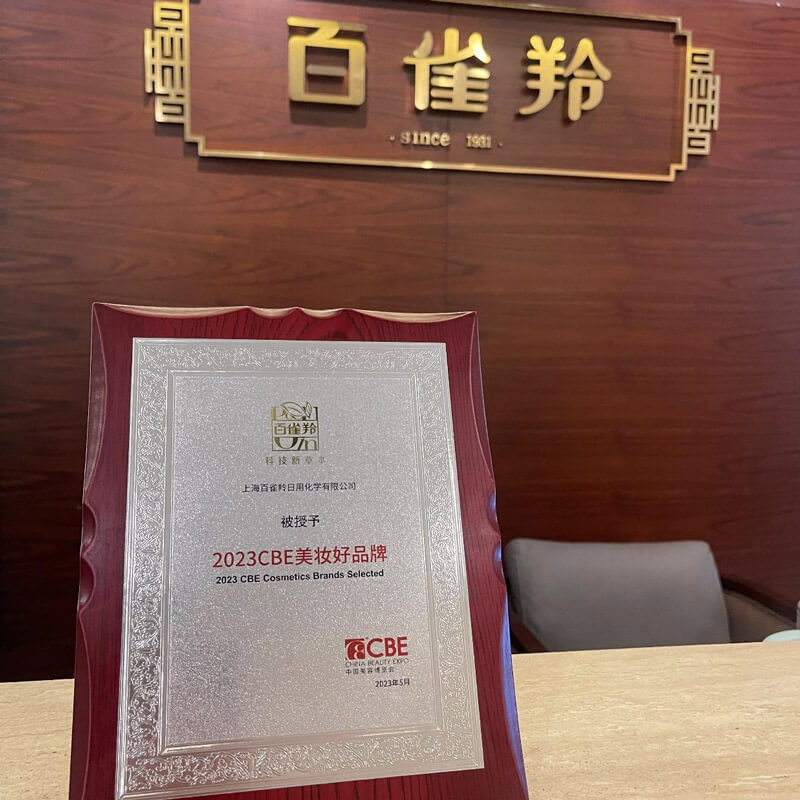 百雀羚
· since 1931 ·
百雀羚
科技新草本
上海百雀羚日用化学有限公司
被授予
2023CBE美妆好品牌
2023 CBE Cosmetics Brands Selected
CBE
CHINA BEAUTY EXPO
中国美容博览会
2023年5月